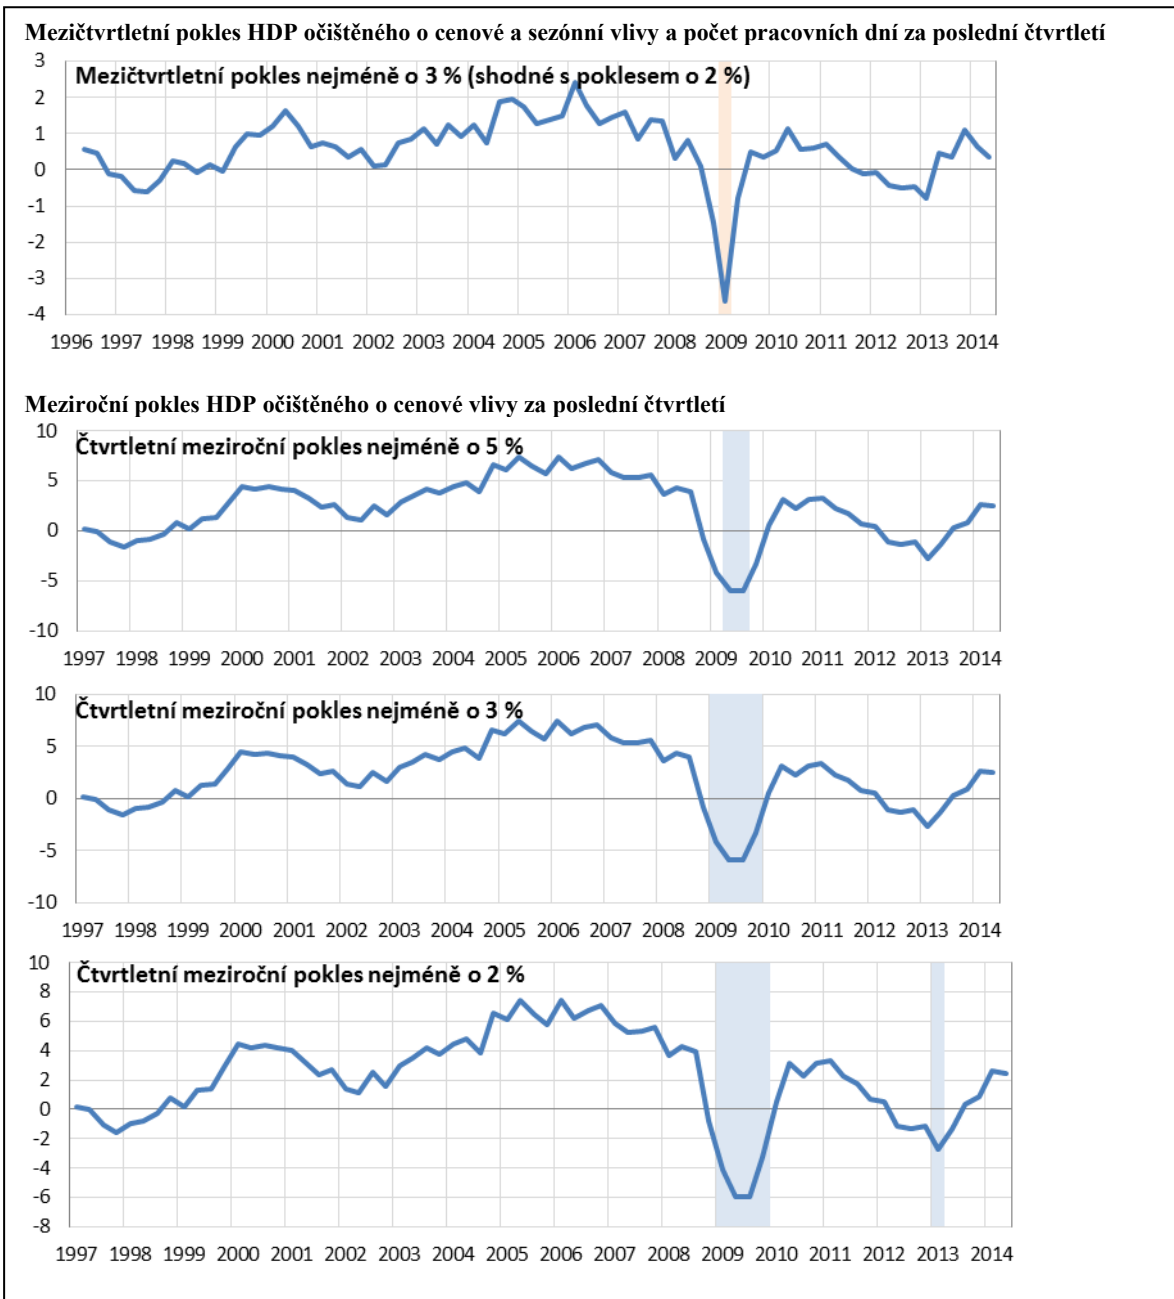 Mezičtvrtletní pokles HDP očištěného o cenové a sezónní vlivy a počet pracovních dní za poslední čtvrtletí
Mezičtvrtletní pokles nejméně o 3 % (shodné s poklesem o 2 %)
3
2
1
0
-1
-2
-3
-4
1996 1997 1998 1999 2000 2001 2002 2003 2004 2005 2006 2007 2008 2009 2010 2011 2012 2013 2014
Meziroční pokles HDP očištěného o cenové vlivy za poslední čtvrtletí
Čtvrtletní meziroční pokles nejméně o 5 %
10
5
0
-5
-10
1997 1998 1999 2000 2001 2002 2003 2004 2005 2006 2007 2008 2009 2010 2011 2012 2013 2014
Čtvrtletní meziroční pokles nejméně o 3 %
10
5
0
-5
-10
1997 1998 1999 2000 2001 2002 2003 2004 2005 2006 2007 2008 2009 2010 2011 2012 2013 2014
Čtvrtletní meziroční pokles nejméně o 2 %
10
8
6
4
2
0
-2
-4
-6
-8
1997 1998 1999 2000 2001 2002 2003 2004 2005 2006 2007 2008 2009 2010 2011 2012 2013 2014